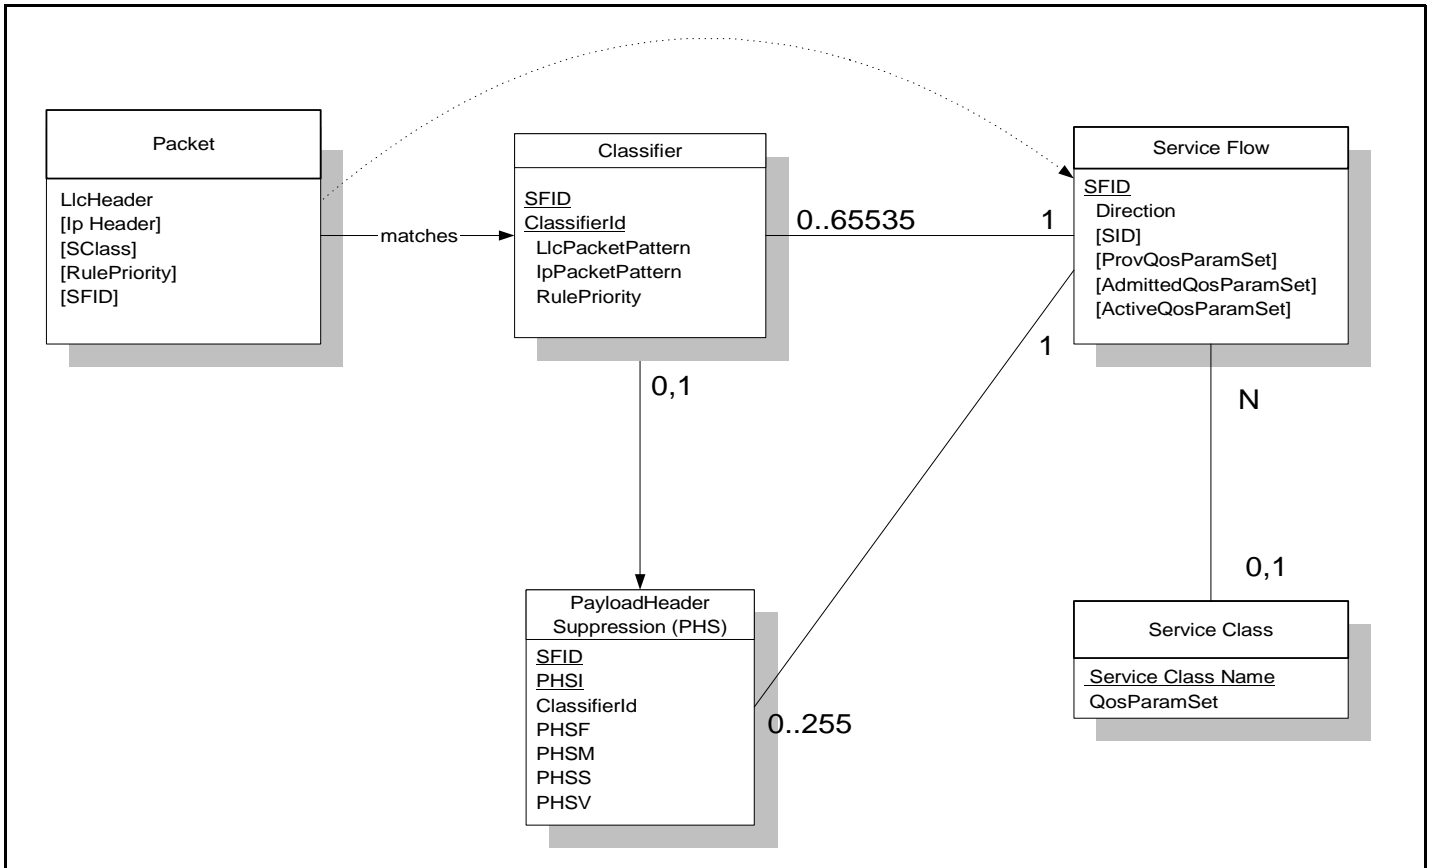 Packet
LlcHeader
[Ip Header]
[SClass]
[RulePriority]
[SFID]
matches
Classifier
SFID
ClassifierId
LlcPacketPattern
IpPacketPattern
RulePriority
0..65535
1
Service Flow
SFID
Direction
[SID]
[ProvQosParamSet]
[AdmittedQosParamSet]
[ActiveQosParamSet]
0,1
1
N
PayloadHeader
Suppression (PHS)
SFID
PHSI
ClassifierId
PHSF
PHSM
PHSS
PHSV
0..255
0,1
Service Class
Service Class Name
QosParamSet